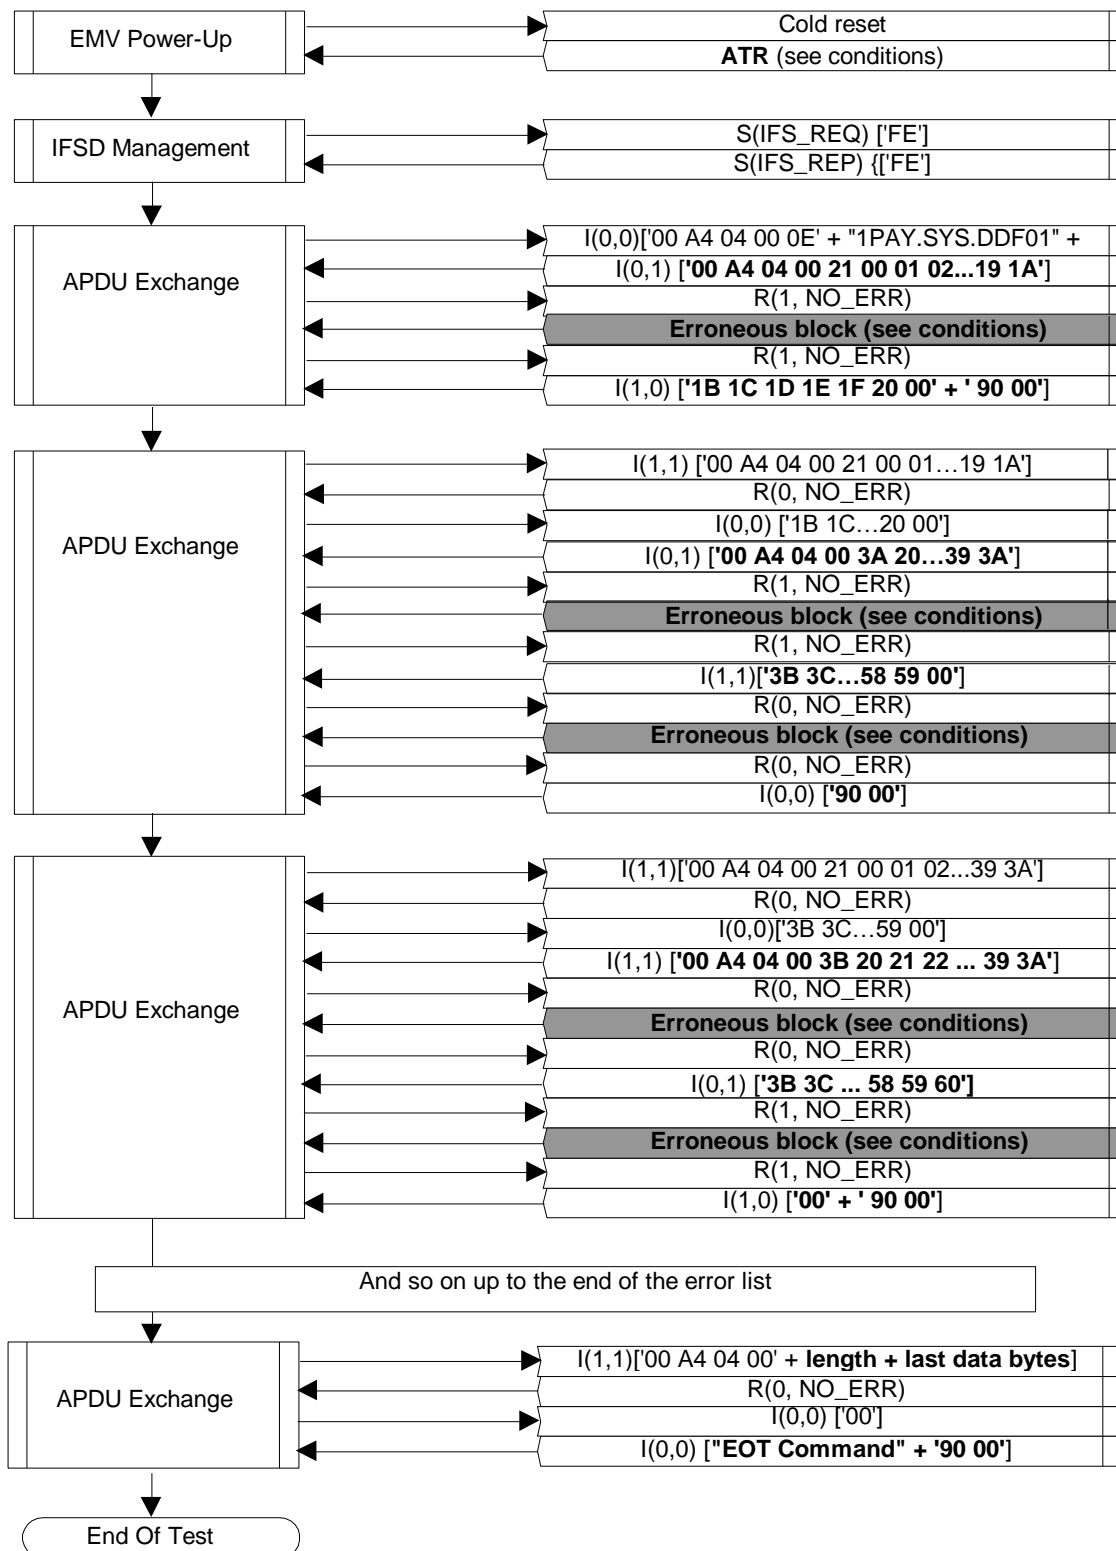 EMV Power-Up
Cold reset
ATR (see conditions)
IFSD Management
S(IFS_REQ) ['FE']
S(IFS_REP) {['FE']
APDU Exchange
I(0,0)['00 A4 04 00 0E' + "1PAY.SYS.DDF01" +
I(0,1) ['00 A4 04 00 21 00 01 02...19 1A']
R(1, NO_ERR)
Erroneous block (see conditions)
R(1, NO_ERR)
I(1,0) ['1B 1C 1D 1E 1F 20 00' + ' 90 00']
APDU Exchange
I(1,1) ['00 A4 04 00 21 00 01…19 1A']
R(0, NO_ERR)
I(0,0) ['1B 1C…20 00']
I(0,1) ['00 A4 04 00 3A 20…39 3A']
R(1, NO_ERR)
Erroneous block (see conditions)
R(1, NO_ERR)
I(1,1)['3B 3C…58 59 00']
R(0, NO_ERR)
Erroneous block (see conditions)
R(0, NO_ERR)
I(0,0) ['90 00']
APDU Exchange
I(1,1)['00 A4 04 00 21 00 01 02...39 3A']
R(0, NO_ERR)
I(0,0)['3B 3C…59 00']
I(1,1) ['00 A4 04 00 3B 20 21 22 ... 39 3A']
R(0, NO_ERR)
Erroneous block (see conditions)
R(0, NO_ERR)
I(0,1) ['3B 3C ... 58 59 60']
R(1, NO_ERR)
Erroneous block (see conditions)
R(1, NO_ERR)
I(1,0) ['00' + ' 90 00']
And so on up to the end of the error list
APDU Exchange
I(1,1)['00 A4 04 00' + length + last data bytes]
R(0, NO_ERR)
I(0,0) ['00']
I(0,0) ["EOT Command" + '90 00']
End Of Test